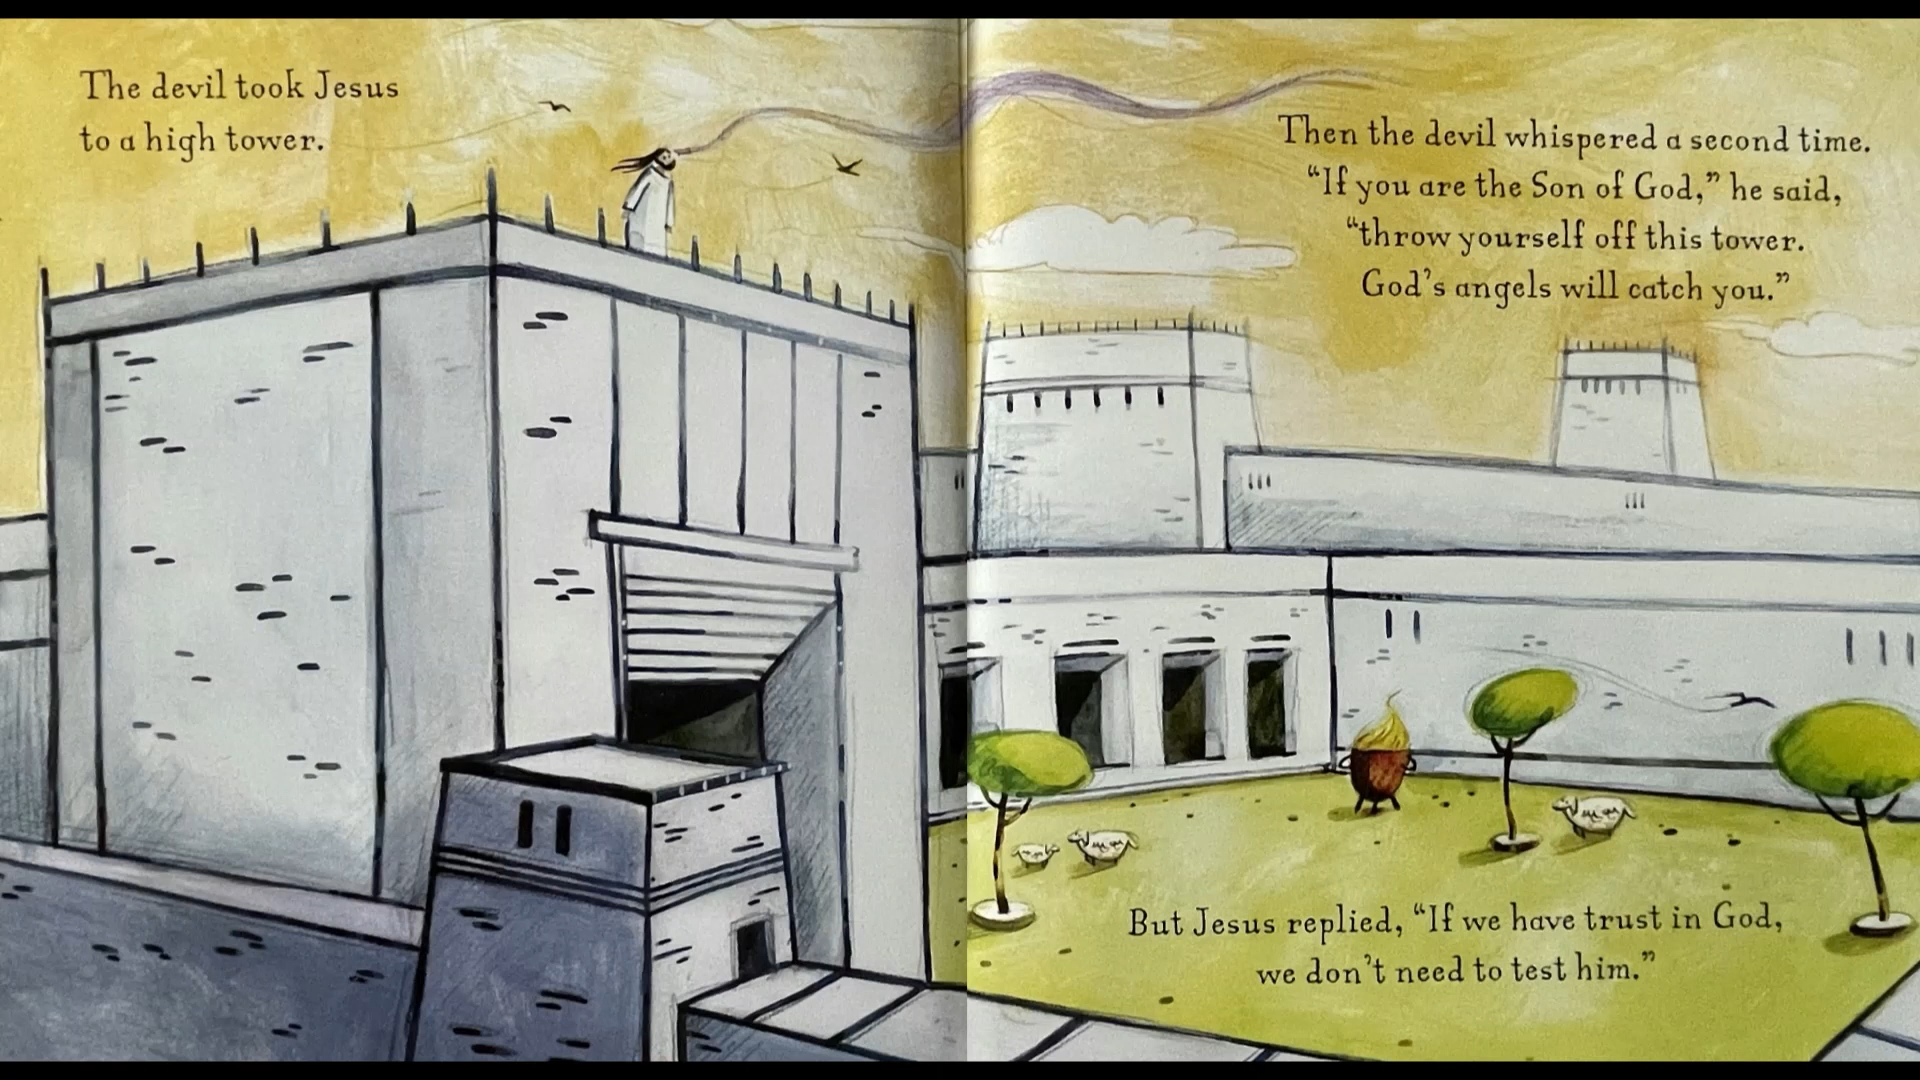 The devil took Jesus
to a high tower.
Then the devil whispered a second time.
“If you are the Son of God,” he said,
“throw yourself off this tower.
God’s angels will catch you.”
But Jesus replied, “If we have trust in God,
we don’t need to test him.”